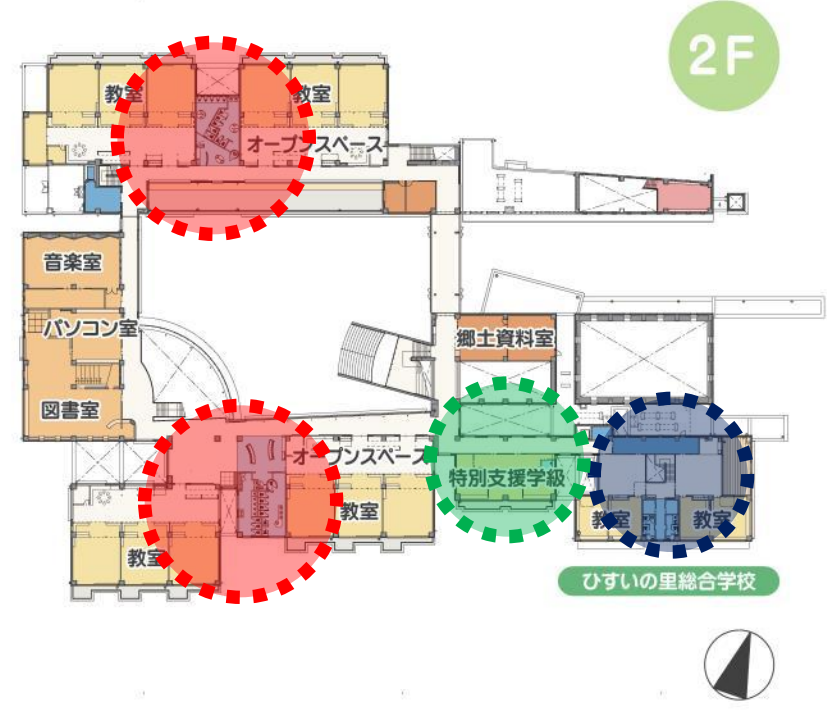 2F
教室
教室
オープンスペース
音楽室
パソコン室
郷土資料室
図書室
オープンスペース
特別支援学級
教室
教室
教室
教室
ひすいの里総合学校